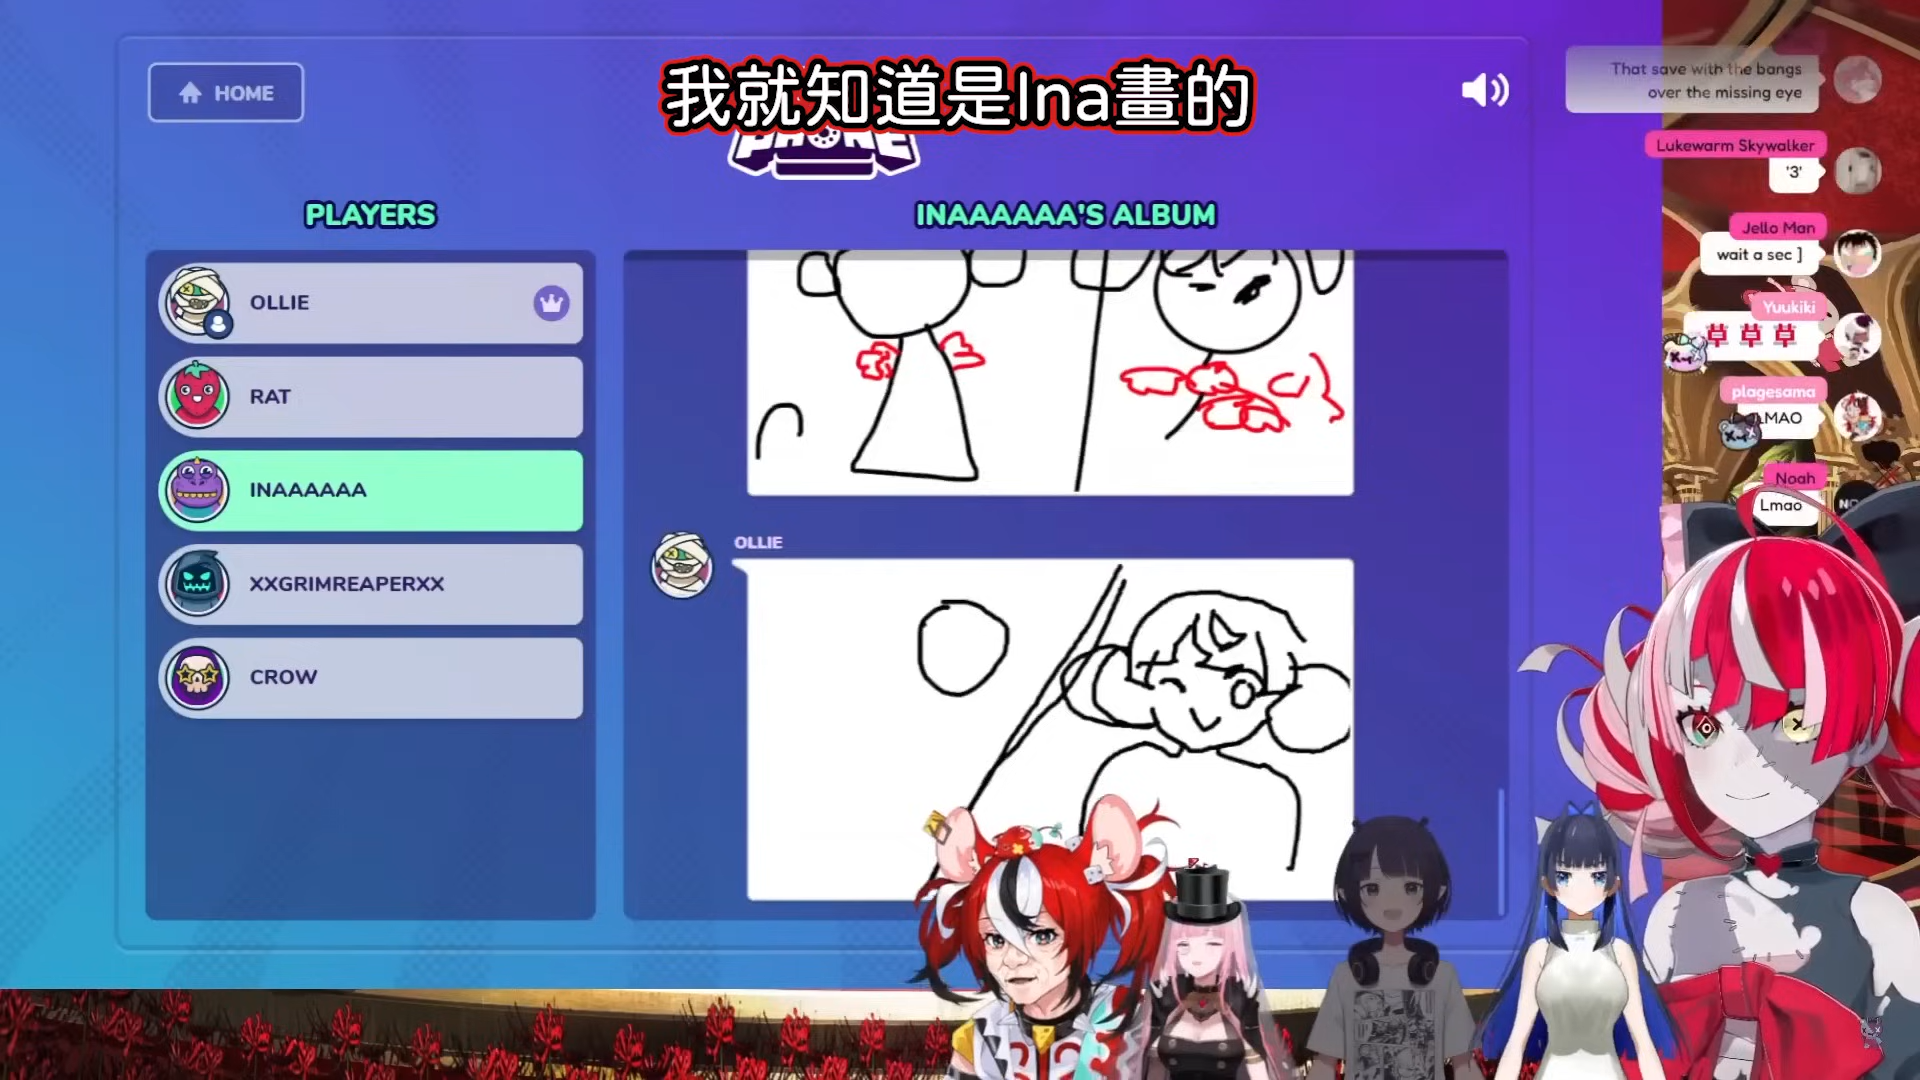 HOME
我就知道是Ina畫的
PHONE
PLAYERS
OLLIE
RAT
INAAAAAA
XXGRIMREAPERXX
CROW
INAAAAAA'S ALBUM
OLLIE
That save with the bangs
over the missing eye
Lukewarm Skywalker
'3'
Jello Man
wait a sec ]
Yuukiki
草草草
plagesama
LMAO
Noah
Lmao